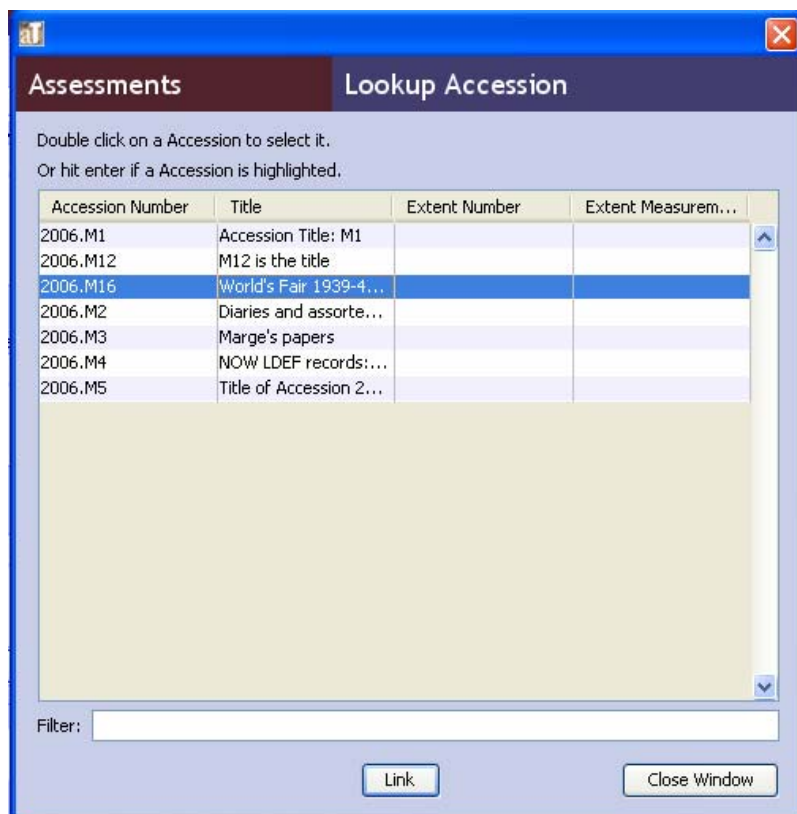 aT
Assessments Lookup Accession
Double click on a Accession to select it.
Or hit enter if a Accession is highlighted.
Accession Number Title Extent Number Extent Measurem...
2006.M1 Accession Title: M1
2006.M12 M12 is the title
2006.M16 World's Fair 1939-4...
2006.M2 Diaries and assorte...
2006.M3 Marge's papers
2006.M4 NOW LDEF records:...
2006.M5 Title of Accession 2...
Filter:
Link Close Window